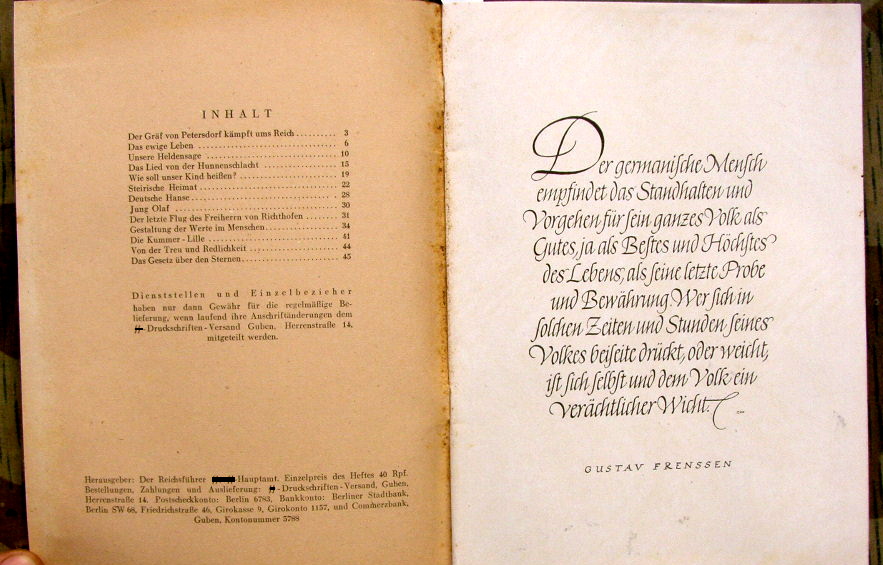 INHALT
Der Gräf von Petersdorf kämpft ums Reich .......... 3
Das ewige Leben .......... 6
Unsere Heldensage .......... 10
Das Lied von der Hunnenschlacht .......... 13
Wie soll unser Kind heißen? .......... 19
Steirische Heimat .......... 22
Deutsche Hanse .......... 28
Jung Olaf .......... 30
Der letzte Flug des Freiherrn von Richthofen .......... 31
Gestaltung der Werte im Menschen .......... 34
Die Kummer-Lille .......... 41
Von der Treu und Redlichkeit .......... 44
Das Gesetz über den Sternen .......... 45
Dienststellen und Einzelbezieher
haben nur dann Gewähr für die regelmäßige Be-
lieferung, wenn laufend ihre Anschriftänderungen dem
ᛋᛋ-Druckschriften-Versand Guben, Herrenstraße 14,
mitgeteilt werden.
Herausgeber: Der Reichsführer Hauptamt. Einzelpreis des Heftes 40 Rpf.
Bestellungen, Zahlungen und Auslieferung: ᛋᛋ-Druckschriften-Versand, Guben,
Herrenstraße 14. Postscheckkonto: Berlin 6783, Bankkonto: Berliner Stadtbank,
Berlin SW 68, Friedrichstraße 46, Girokasse 9, Girokonto 1157, und Commerzbank,
Guben, Kontonummer 5788
Der germanische Mensch
empfindet das Standhalten und
Vorgehen für sein ganzes Volk als
Gutes, ja als Bestes und Höchstes
des Lebens, als seine letzte Probe
und Bewährung. Wer sich in
solchen Zeiten und Stunden seines
Volkes beiseite drückt, oder weicht,
ist sich selbst und dem Volk ein
verächtlicher Wicht.
GUSTAV FRENSSEN